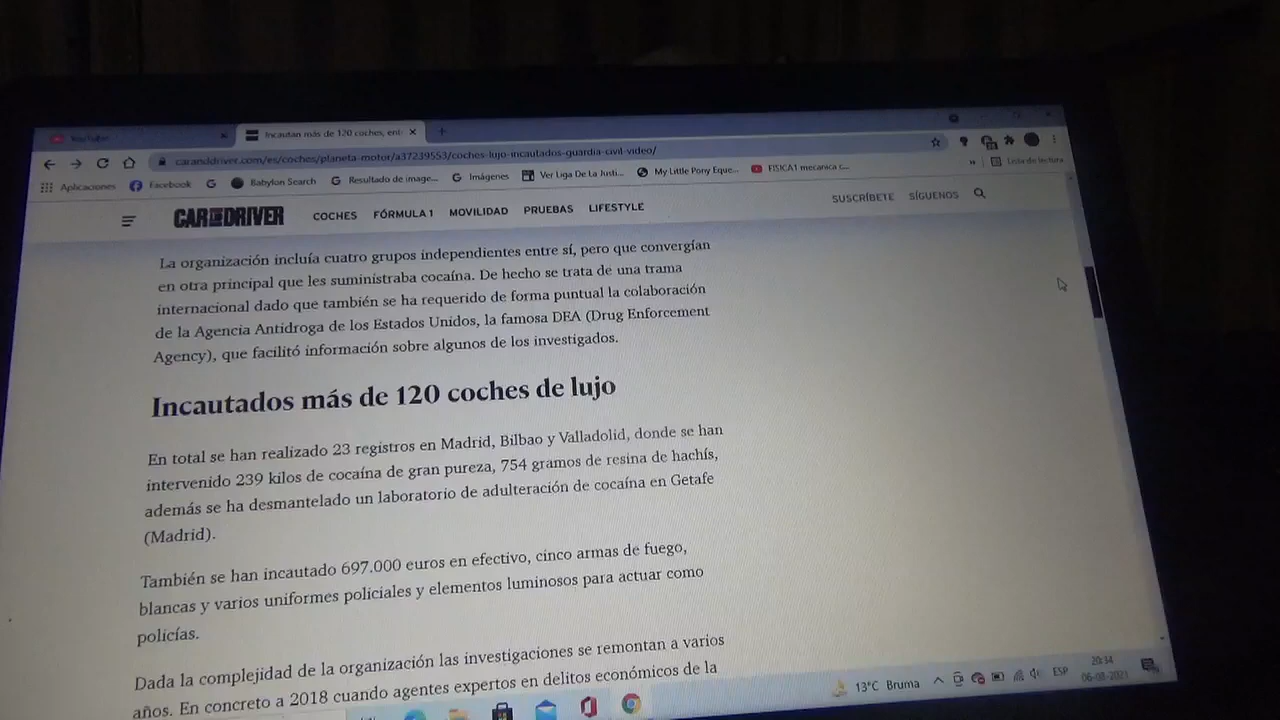 YouTube
Incautan más de 120 coches, ent
caranddriver.com/es/coches/planeta-motor/a37239553/coches-lujo-incautados-guardia-civil-video/
Aplicaciones Facebook Babylon Search Resultado de image... Imágenes Ver Liga De La Justi... My Little Pony Eque... FISICA1 mecanica c... » Lista de lectura
CAR AND DRIVER COCHES FÓRMULA 1 MOVILIDAD PRUEBAS LIFESTYLE SUSCRÍBETE SÍGUENOS
La organización incluía cuatro grupos independientes entre sí, pero que convergían
en otra principal que les suministraba cocaína. De hecho se trata de una trama
internacional dado que también se ha requerido de forma puntual la colaboración
de la Agencia Antidroga de los Estados Unidos, la famosa DEA (Drug Enforcement
Agency), que facilitó información sobre algunos de los investigados.
Incautados más de 120 coches de lujo
En total se han realizado 23 registros en Madrid, Bilbao y Valladolid, donde se han
intervenido 239 kilos de cocaína de gran pureza, 754 gramos de resina de hachís,
además se ha desmantelado un laboratorio de adulteración de cocaína en Getafe
(Madrid).
También se han incautado 697.000 euros en efectivo, cinco armas de fuego,
blancas y varios uniformes policiales y elementos luminosos para actuar como
policías.
Dada la complejidad de la organización las investigaciones se remontan a varios
años. En concreto a 2018 cuando agentes expertos en delitos económicos de la
13°C Bruma ESP 20:34